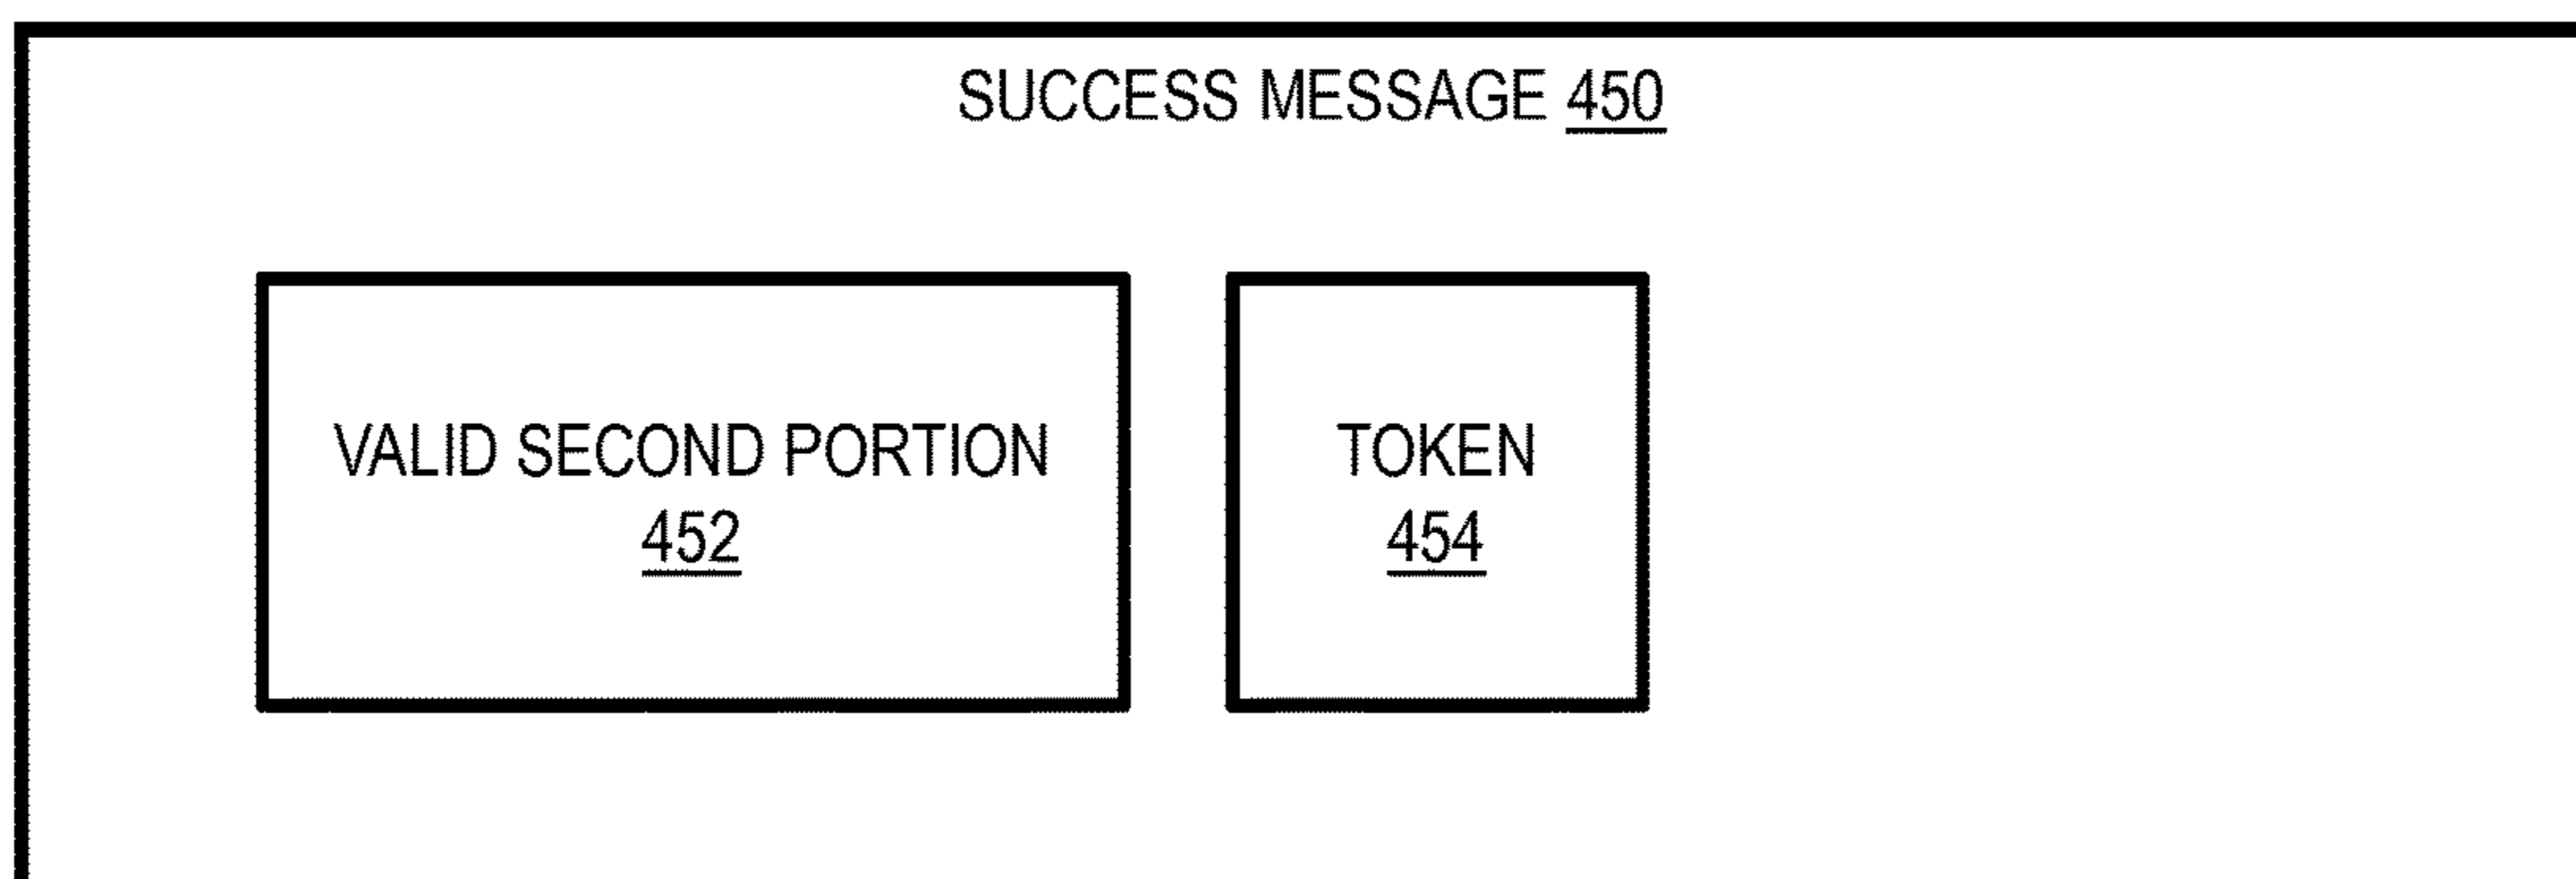 SUCCESS MESSAGE 450
VALID SECOND PORTION
452
TOKEN
454